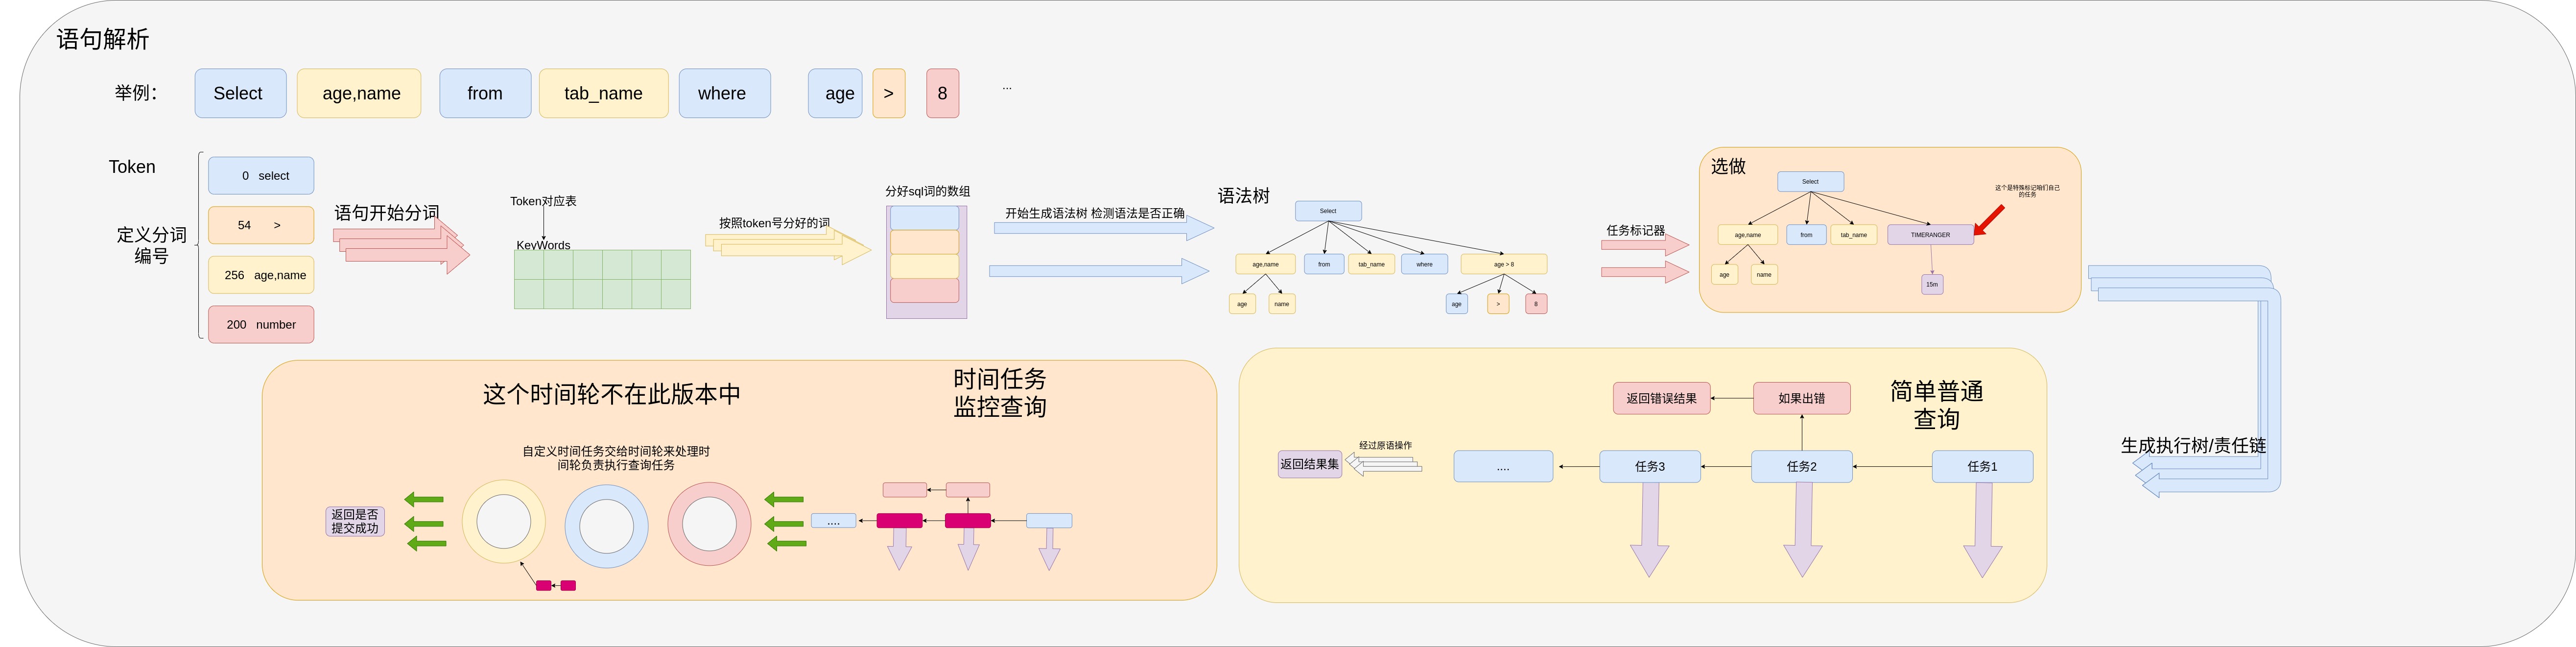 语句解析
举例：
Select
age,name
from
tab_name
where
age
>
8
...
Token
定义分词
编号
0 select
54 >
256 age,name
200 number
语句开始分词
Token对应表
KeyWords
按照token号分好的词
分好sql词的数组
开始生成语法树 检测语法是否正确
语法树
Select
age,name
from
tab_name
where
age > 8
age
name
age
>
8
任务标记器
选做
Select
age,name
from
tab_name
TIMERANGER
age
name
15m
这个是特殊标记咱们自己
的任务
生成执行树/责任链
简单普通
查询
返回错误结果
如果出错
任务1
任务2
任务3
....
经过原语操作
返回结果集
时间任务
监控查询
这个时间轮不在此版本中
自定义时间任务交给时间轮来处理时
间轮负责执行查询任务
....
返回是否
提交成功